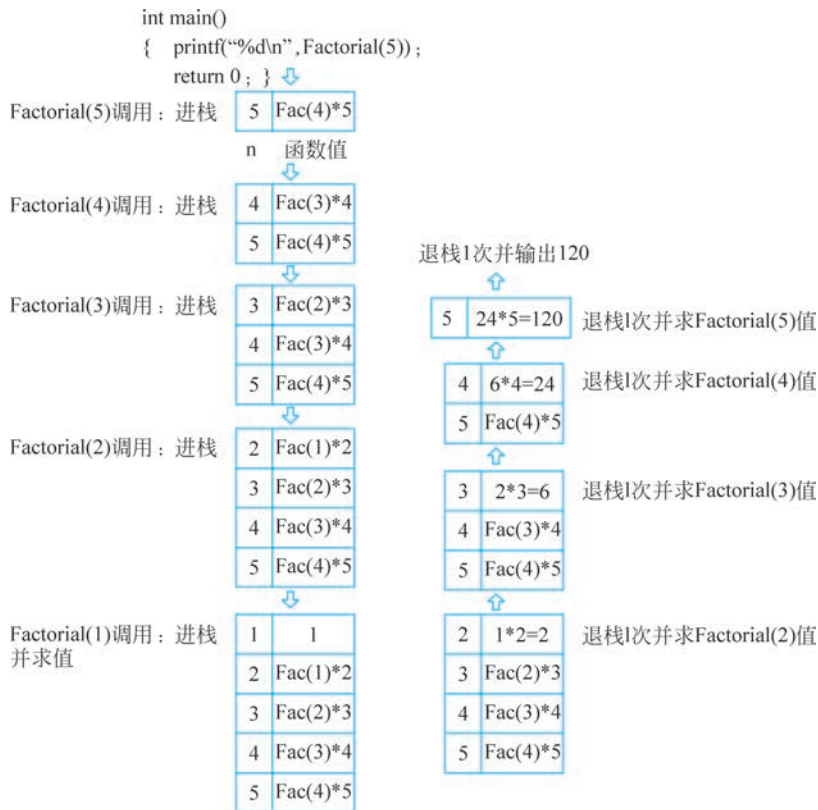 int main()
{ printf(“%d\n”,Factorial(5));
return 0; }
Factorial(5)调用：进栈
5 Fac(4)*5
n 函数值
Factorial(4)调用：进栈
4 Fac(3)*4
5 Fac(4)*5
Factorial(3)调用：进栈
3 Fac(2)*3
4 Fac(3)*4
5 Fac(4)*5
Factorial(2)调用：进栈
2 Fac(1)*2
3 Fac(2)*3
4 Fac(3)*4
5 Fac(4)*5
Factorial(1)调用：进栈
并求值
1 1
2 Fac(1)*2
3 Fac(2)*3
4 Fac(3)*4
5 Fac(4)*5
退栈1次并输出120
5 24*5=120 退栈l次并求Factorial(5)值
4 6*4=24 退栈l次并求Factorial(4)值
5 Fac(4)*5
3 2*3=6 退栈l次并求Factorial(3)值
4 Fac(3)*4
5 Fac(4)*5
2 1*2=2 退栈l次并求Factorial(2)值
3 Fac(2)*3
4 Fac(3)*4
5 Fac(4)*5